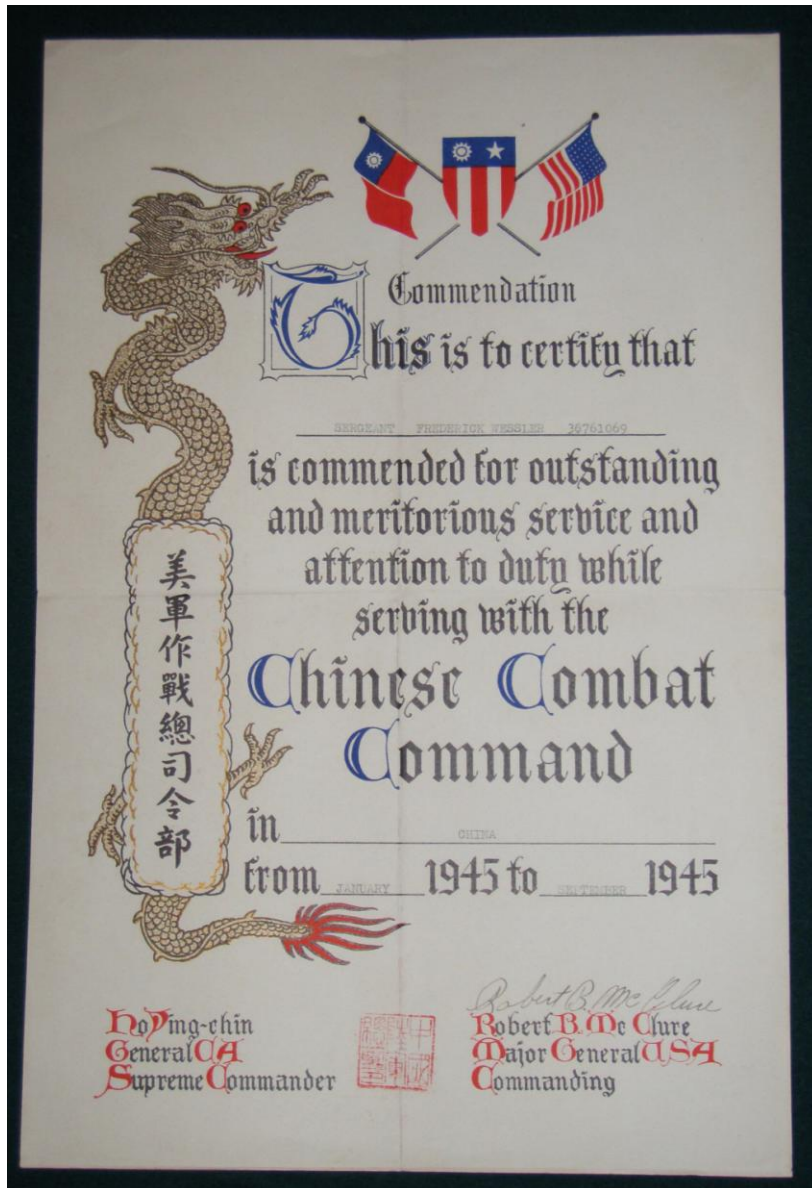 Commendation
This is to certify that
SERGEANT FREDERICK WESSLER 30761069
is commended for outstanding
and meritorious service and
attention to duty while
serving with the
Chinese Combat
Command
in CHINA
from JANUARY 1945 to SEPTEMBER 1945
美軍作戰總司令部
Ho Ying-chin
General CA
Supreme Commander
Robert B. McClure
Robert B. Mc Clure
Major General USA
Commanding